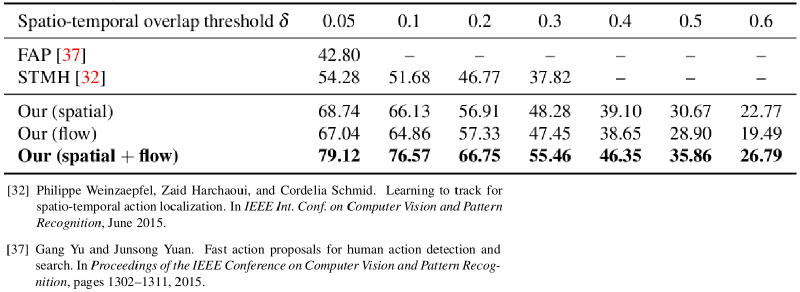 Spatio-temporal overlap threshold δ 0.05 0.1 0.2 0.3 0.4 0.5 0.6
FAP [37] 42.80 – – – – – –
STMH [32] 54.28 51.68 46.77 37.82 – – –
Our (spatial) 68.74 66.13 56.91 48.28 39.10 30.67 22.77
Our (flow) 67.04 64.86 57.33 47.45 38.65 28.90 19.49
Our (spatial + flow) 79.12 76.57 66.75 55.46 46.35 35.86 26.79
[32] Philippe Weinzaepfel, Zaid Harchaoui, and Cordelia Schmid. Learning to track for
spatio-temporal action localization. In IEEE Int. Conf. on Computer Vision and Pattern
Recognition, June 2015.
[37] Gang Yu and Junsong Yuan. Fast action proposals for human action detection and
search. In Proceedings of the IEEE Conference on Computer Vision and Pattern Recog-
nition, pages 1302–1311, 2015.